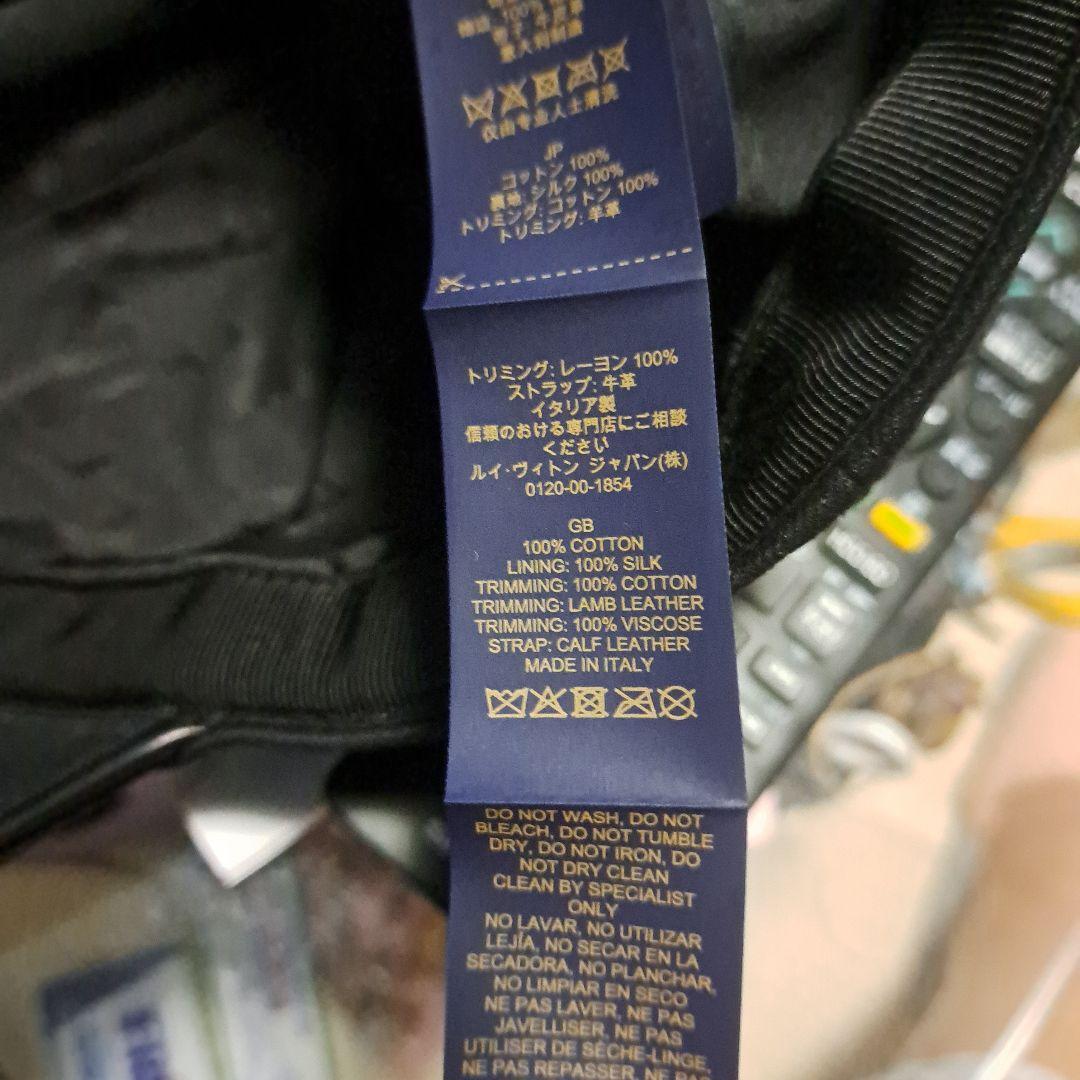 意大利制造
仅由专业人士清洗
JP
コットン 100%
裏地: シルク 100%
トリミング: コットン 100%
トリミング: 牛革
トリミング: レーヨン 100%
ストラップ: 牛革
イタリア製
信頼のおける専門店にご相談
ください
ルイ·ヴィトン ジャパン(株)
0120-00-1854
GB
100% COTTON
LINING: 100% SILK
TRIMMING: 100% COTTON
TRIMMING: LAMB LEATHER
TRIMMING: 100% VISCOSE
STRAP: CALF LEATHER
MADE IN ITALY
DO NOT WASH, DO NOT
BLEACH, DO NOT TUMBLE
DRY, DO NOT IRON, DO
NOT DRY CLEAN
CLEAN BY SPECIALIST
ONLY
NO LAVAR, NO UTILIZAR
LEJÍA, NO SECAR EN LA
SECADORA, NO PLANCHAR,
NO LIMPIAR EN SECO
NE PAS LAVER, NE PAS
JAVELLISER, NE PAS
UTILISER DE SÈCHE-LINGE,
NE PAS REPASSER, NE PAS